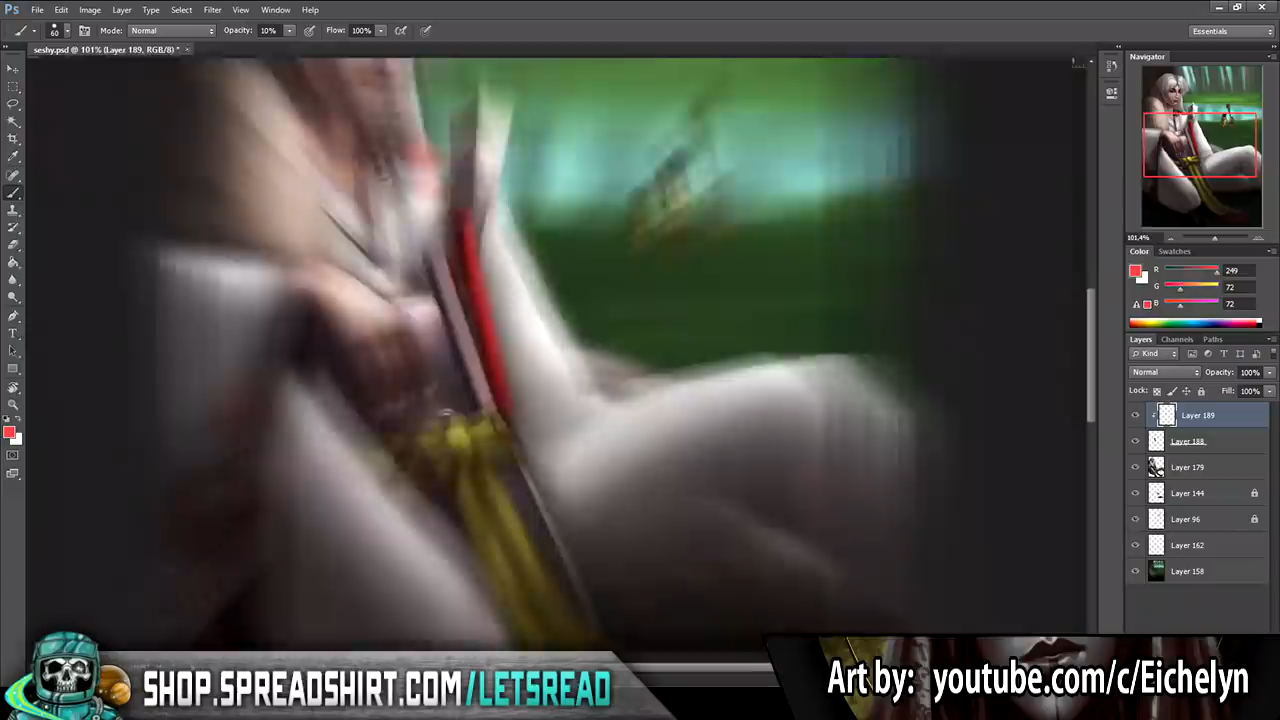 Ps File Edit Image Layer Type Select Filter View Window Help
60 Mode: Normal Opacity: 10% Flow: 100% Essentials
seshy.psd @ 101% (Layer 189, RGB/8) * ×
Navigator
101,4%
Color Swatches
R 249
G 72
B 72
Layers Channels Paths
Kind
Normal Opacity: 100%
Lock: Fill: 100%
Layer 189
Layer 188
Layer 179
Layer 144
Layer 96
Layer 162
Layer 158
SHOP.SPREADSHIRT.COM/LETSREAD
Art by: youtube.com/c/Eichelyn